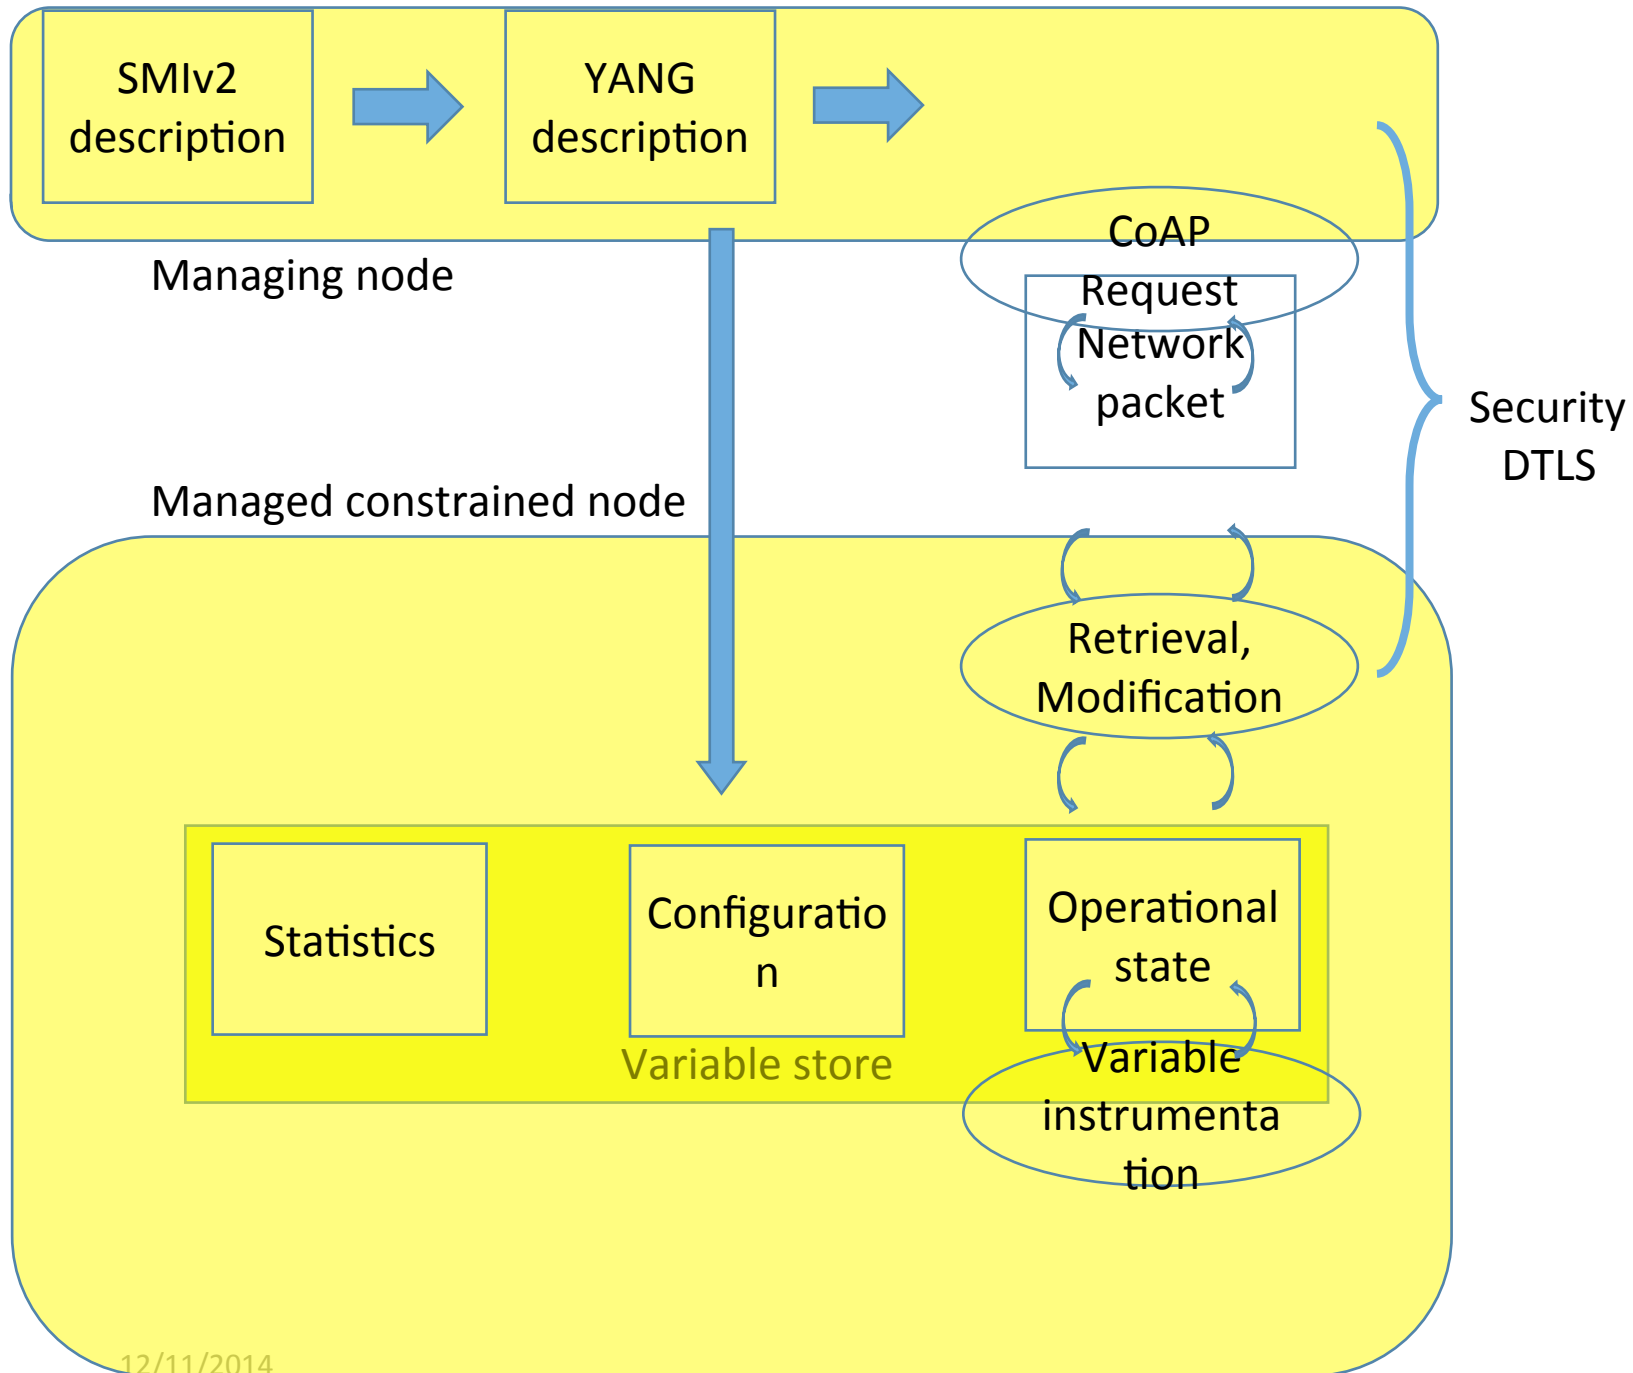 SMIv2
description
YANG
description
CoAP
Request
Managing node
Network
packet
Security
DTLS
Managed constrained node
Retrieval,
Modification
Statistics
Configuratio
n
Operational
state
Variable store
Variable
instrumenta
tion
12/11/2014